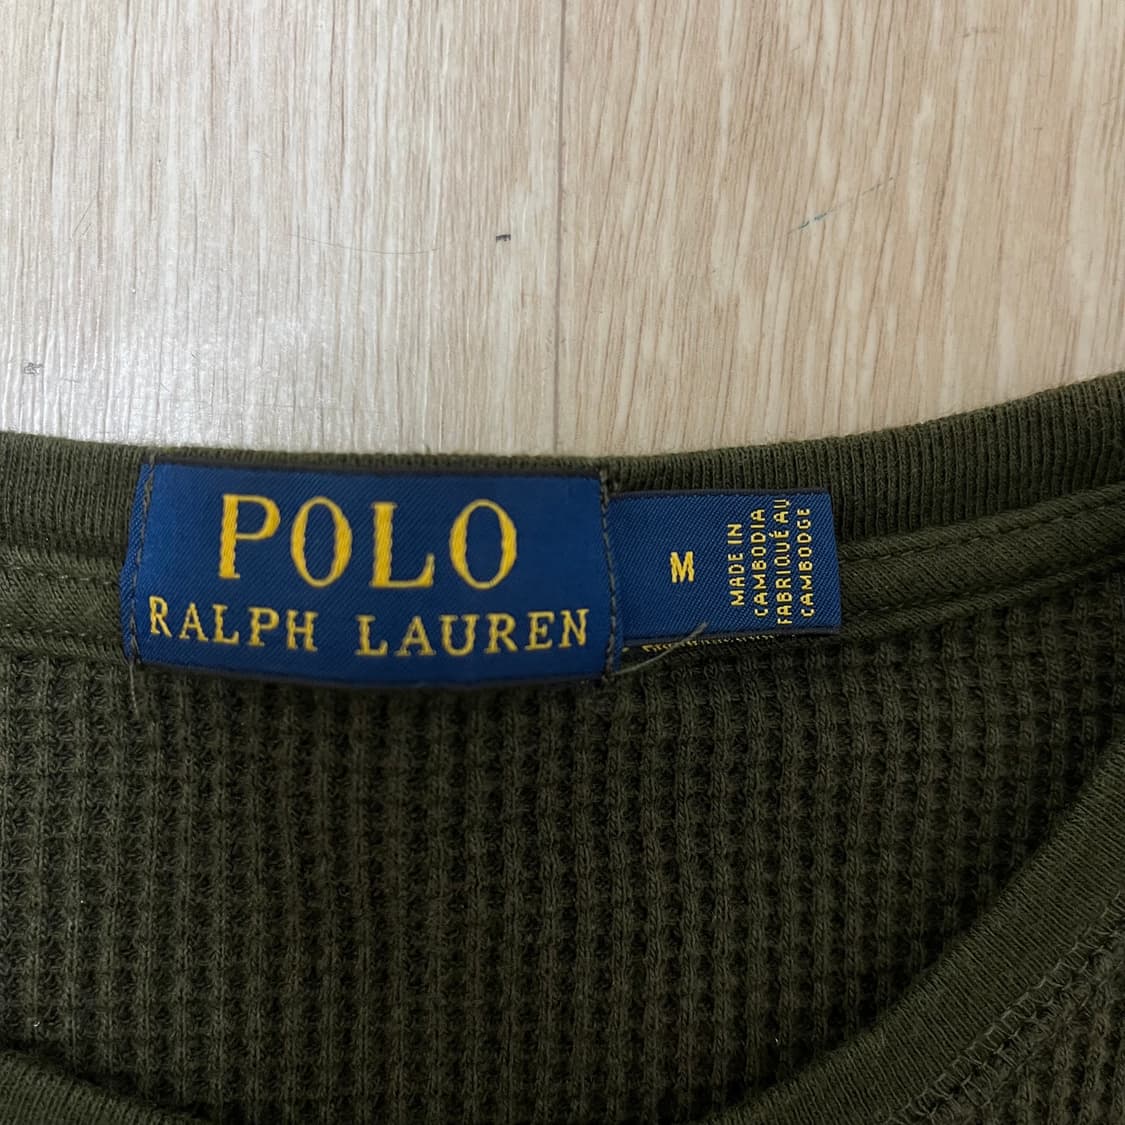 POLO
RALPH LAUREN
M
MADE IN
CAMBODIA
FABRIQUÉ AU
CAMBODGE